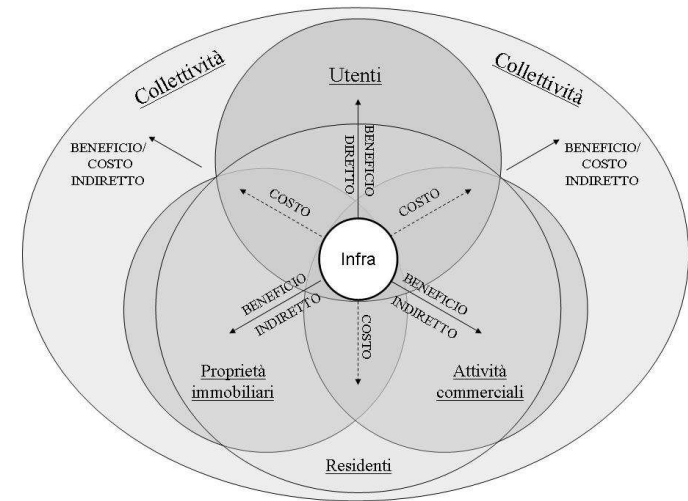 Collettività
Collettività
Utenti
BENEFICIO/
COSTO
INDIRETTO
BENEFICIO
DIRETTO
BENEFICIO/
COSTO
INDIRETTO
COSTO
COSTO
Infra
BENEFICIO
INDIRETTO
COSTO
BENEFICIO
INDIRETTO
Proprietà
immobiliari
Attività
commerciali
Residenti